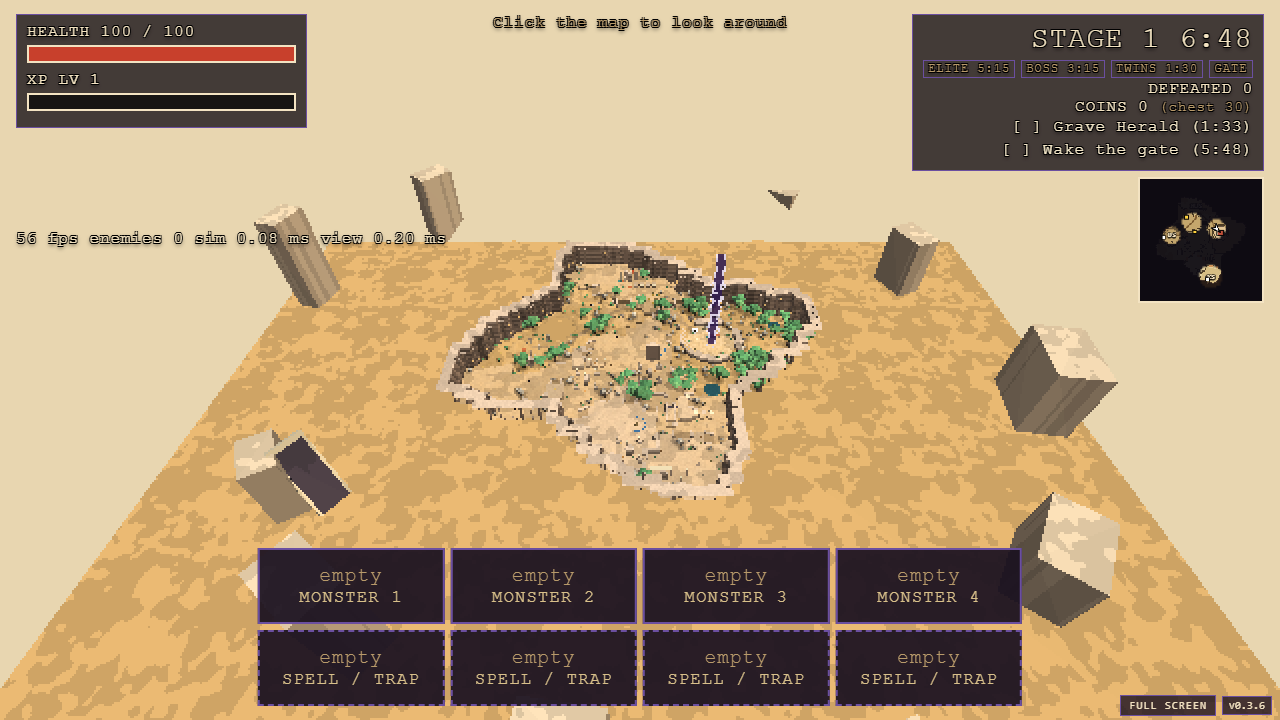 HEALTH 100 / 100
XP LV 1
Click the map to look around
STAGE 1 6:48
ELITE 5:15 BOSS 3:15 TWINS 1:30 GATE
DEFEATED 0
COINS 0 (chest 30)
[ ] Grave Herald (1:33)
[ ] Wake the gate (5:48)
56 fps enemies 0 sim 0.08 ms view 0.20 ms
empty empty empty empty
MONSTER 1 MONSTER 2 MONSTER 3 MONSTER 4
empty empty empty empty
SPELL / TRAP SPELL / TRAP SPELL / TRAP SPELL / TRAP
FULL SCREEN v0.3.6